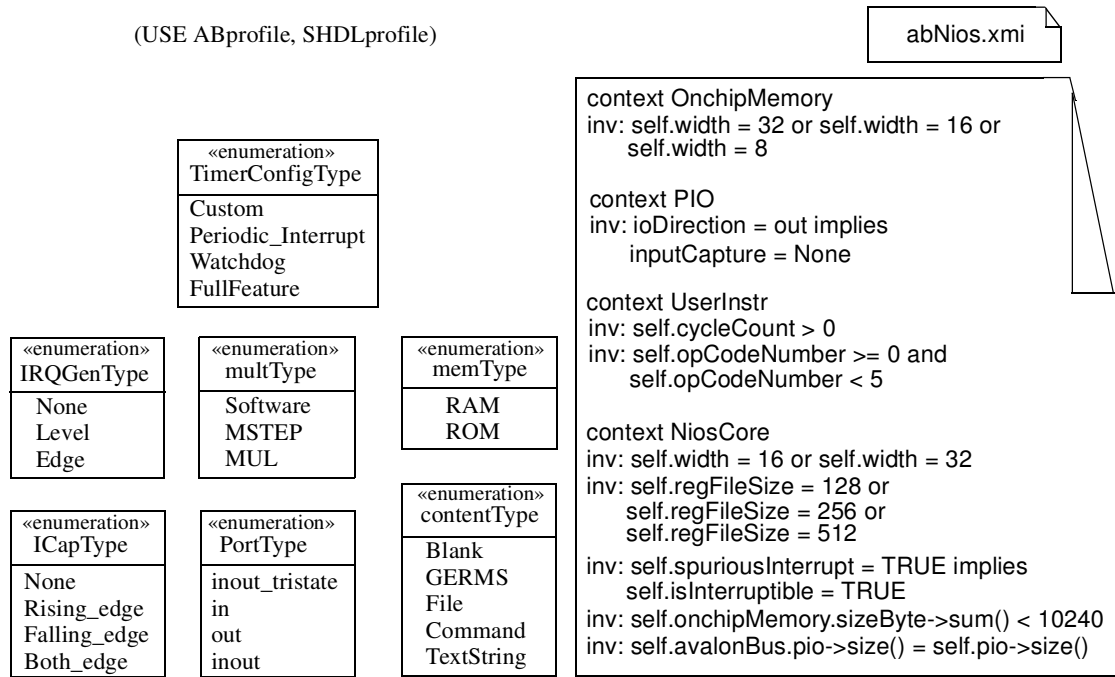 (USE ABprofile, SHDLprofile)
abNios.xmi
«enumeration»
TimerConfigType
Custom
Periodic_Interrupt
Watchdog
FullFeature
«enumeration»
IRQGenType
None
Level
Edge
«enumeration»
multType
Software
MSTEP
MUL
«enumeration»
memType
RAM
ROM
«enumeration»
ICapType
None
Rising_edge
Falling_edge
Both_edge
«enumeration»
PortType
inout_tristate
in
out
inout
«enumeration»
contentType
Blank
GERMS
File
Command
TextString
context OnchipMemory
inv: self.width = 32 or self.width = 16 or
self.width = 8
context PIO
inv: ioDirection = out implies
inputCapture = None
context UserInstr
inv: self.cycleCount > 0
inv: self.opCodeNumber >= 0 and
self.opCodeNumber < 5
context NiosCore
inv: self.width = 16 or self.width = 32
inv: self.regFileSize = 128 or
self.regFileSize = 256 or
self.regFileSize = 512
inv: self.spuriousInterrupt = TRUE implies
self.isInterruptible = TRUE
inv: self.onchipMemory.sizeByte->sum() < 10240
inv: self.avalonBus.pio->size() = self.pio->size()